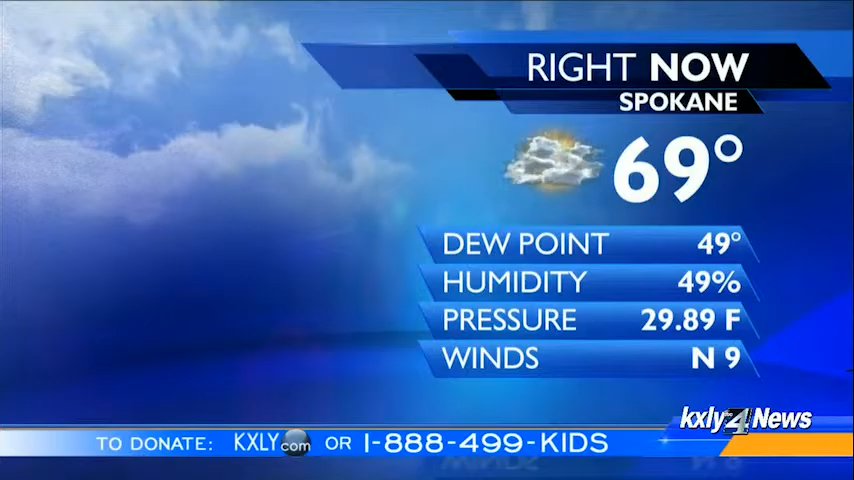 RIGHT NOW
SPOKANE
69°
DEW POINT 49°
HUMIDITY 49%
PRESSURE 29.89 F
WINDS N 9
kxly4News
TO DONATE: KXLY.com OR 1-888-499-KIDS